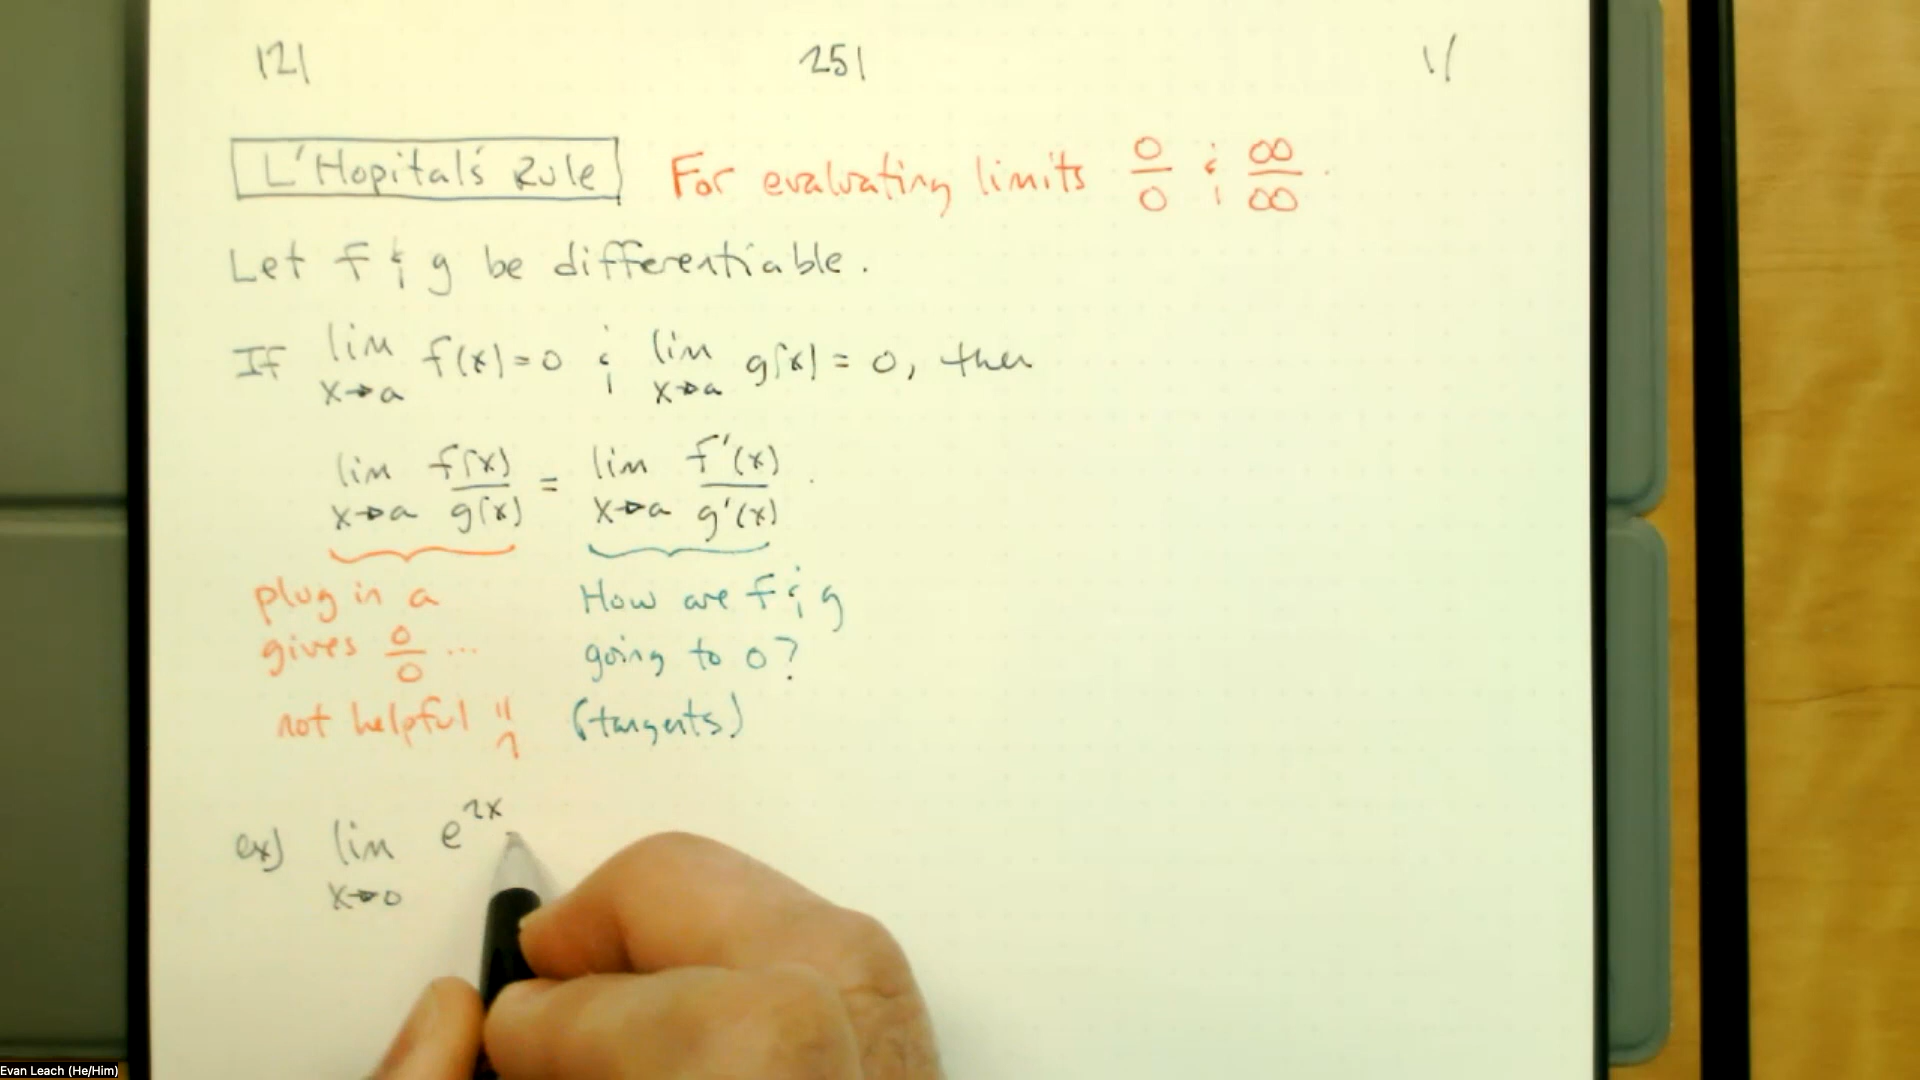 121 251 1/
L'Hopital's Rule For evaluating limits 0/0 & ∞/∞.
Let f & g be differentiable.
If lim x→a f(x)=0 & lim x→a g(x) = 0, then
lim x→a f(x)/g(x) = lim x→a f'(x)/g'(x).
plug in a
gives 0/0 ...
not helpful
How are f & g
going to 0?
(tangents)
ex) lim x→0 e^2x
Evan Leach (He/Him)